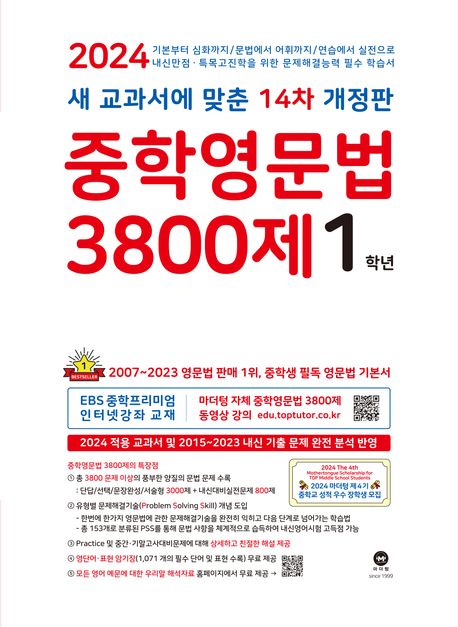 2024 기본부터 심화까지/문법에서 어휘까지/연습에서 실전으로
내신만점·특목고진학을 위한 문제해결능력 필수 학습서
새 교과서에 맞춘 14차 개정판
중학영문법
3800제 1 학년
1
BESTSELLER
2007~2023 영문법 판매 1위, 중학생 필독 영문법 기본서
EBS 중학프리미엄
인터넷강좌 교재
마더텅 자체 중학영문법 3800제
동영상 강의 edu.toptutor.co.kr
2024 적용 교과서 및 2015~2023 내신 기출 문제 완전 분석 반영
중학영문법 3800제의 특장점
① 총 3800 문제 이상의 풍부한 양질의 문법 문제 수록
: 단답/선택/문장완성/서술형 3000제 + 내신대비실전문제 800제
② 유형별 문제해결기술(Problem Solving Skill) 개념 도입
- 한번에 한가지 영문법에 관한 문제해결기술을 완전히 익히고 다음 단계로 넘어가는 학습법
- 총 153개로 분류된 PSS를 통해 문법 사항을 체계적으로 습득하여 내신영어시험 고득점 가능
③ Practice 및 중간·기말고사대비문제에 대해 상세하고 친절한 해설 제공
④ 영단어·표현 암기장(1,071 개의 필수 단어 및 표현 수록) 무료 제공
⑤ 모든 영어 예문에 대한 우리말 해석자료 홈페이지에서 무료 제공 →
2024 The 4th
Mothertongue Scholarship for
TOP Middle School Students
2024 마더텅 제4기
중학교 성적 우수 장학생 모집
마더텅
since 1999